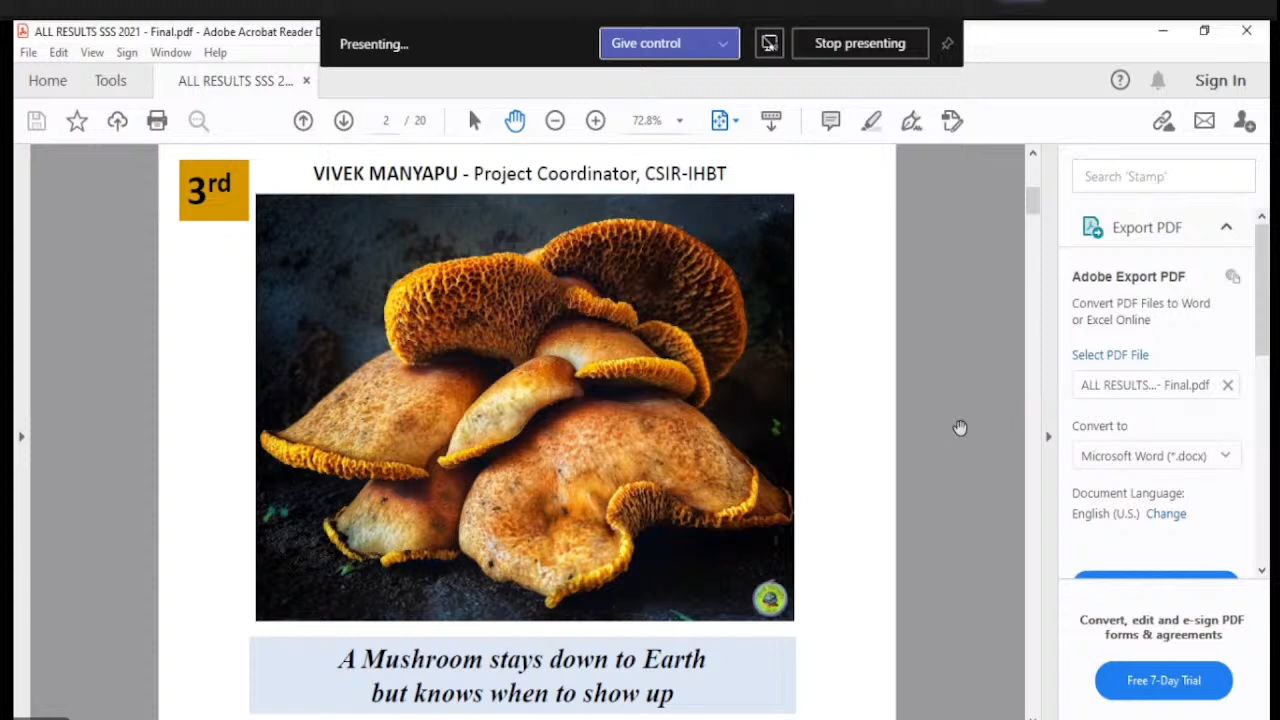 ALL RESULTS SSS 2021 - Final.pdf - Adobe Acrobat Reader D
Presenting...
Give control
Stop presenting
File Edit View Sign Window Help
Home Tools ALL RESULTS SSS 2... × Sign In
2 / 20 72.8%
3rd
VIVEK MANYAPU - Project Coordinator, CSIR-IHBT
A Mushroom stays down to Earth
but knows when to show up
Search 'Stamp'
Export PDF
Adobe Export PDF
Convert PDF Files to Word
or Excel Online
Select PDF File
ALL RESULTS...- Final.pdf
Convert to
Microsoft Word (*.docx)
Document Language:
English (U.S.) Change
Convert, edit and e-sign PDF
forms & agreements
Free 7-Day Trial